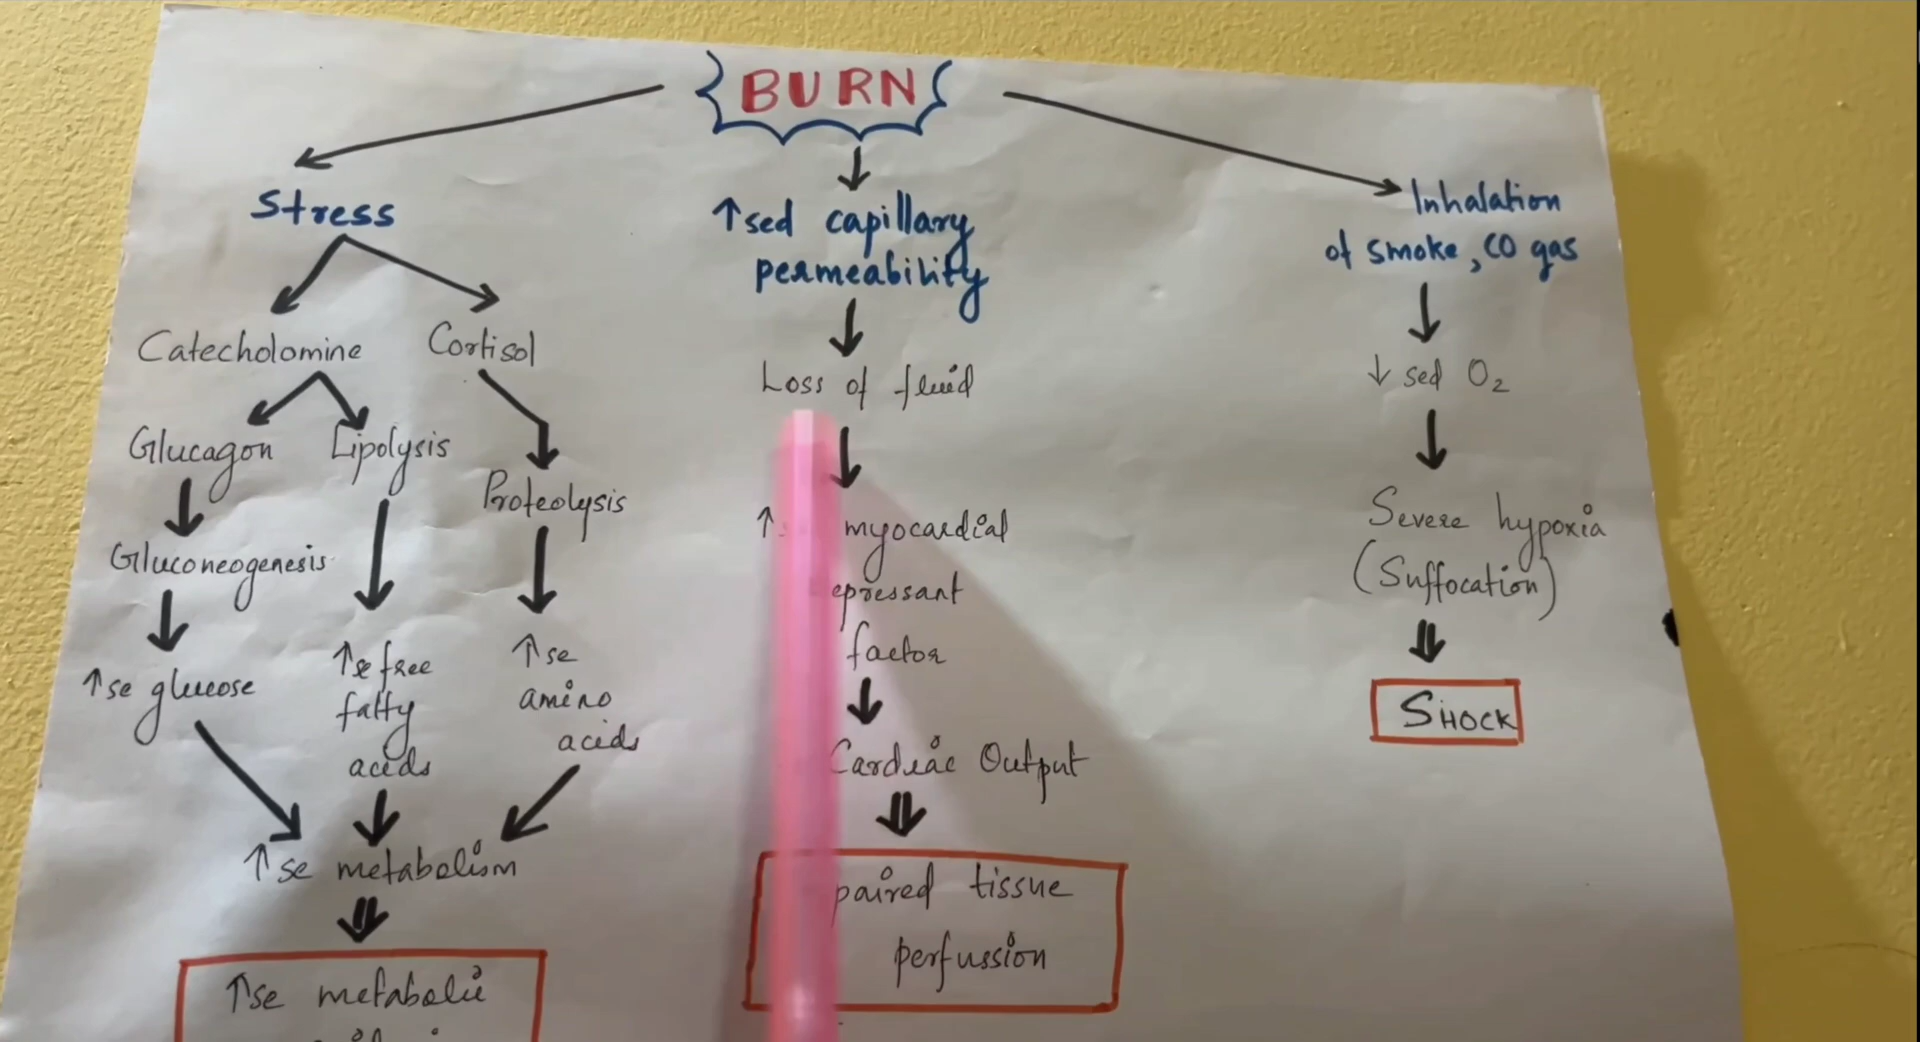 BURN
Stress
Catecholomine
Cortisol
Glucagon
Lipolysis
Proteolysis
Gluconeogenesis
↑se glucose
↑se free
fatty
acids
↑se
amino
acids
↑se metabolism
↑se metabolic
↑sed capillary
permeability
Loss of fluid
↑ myocardial
epressant
factor
Cardiac Output
paired tissue
perfussion
Inhalation
of smoke, CO gas
↓sed O₂
Severe hypoxia
(Suffocation)
SHOCK